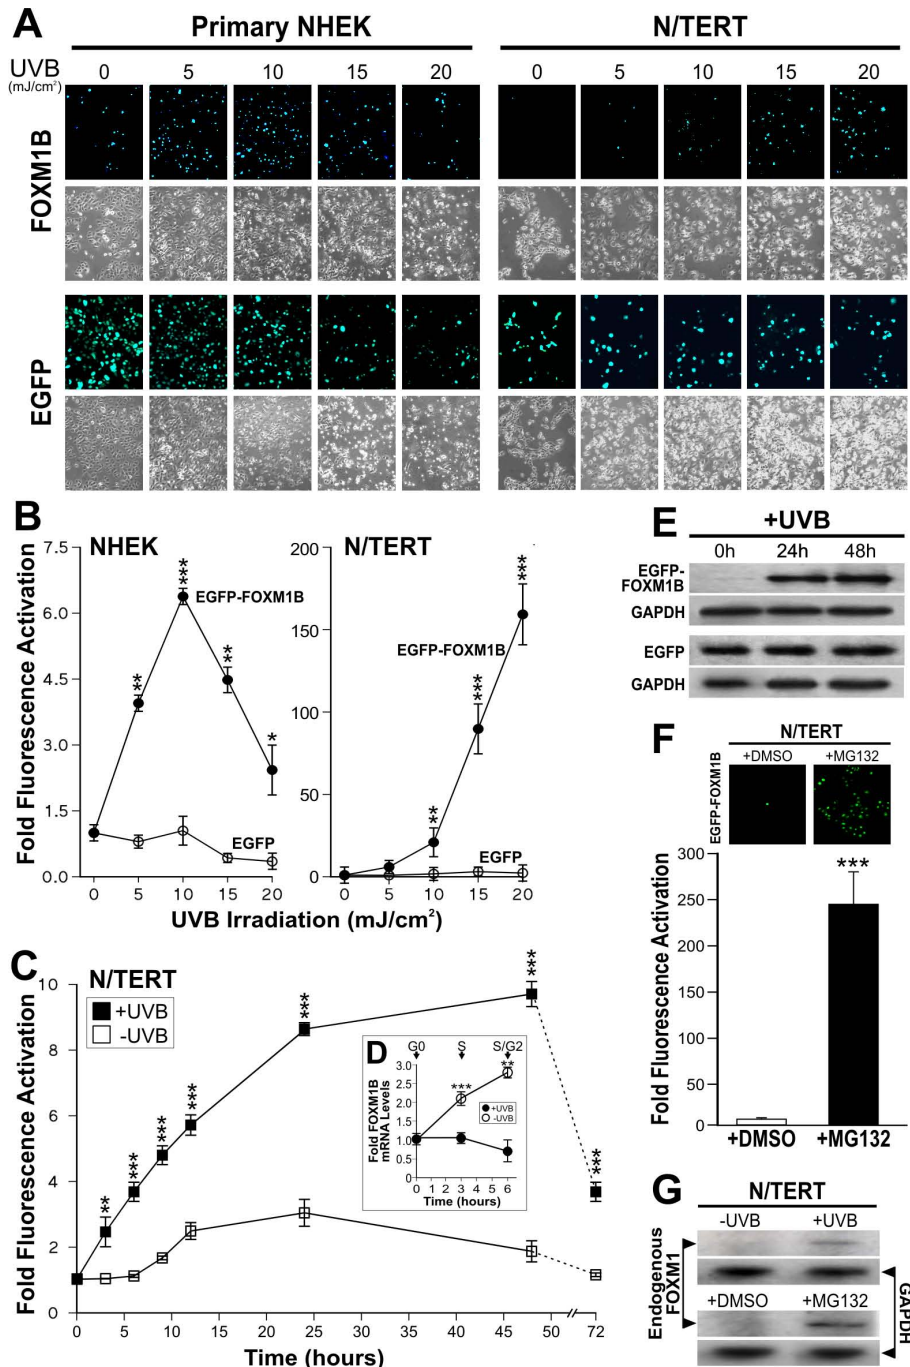 A
Primary NHEK N/TERT
UVB 0 5 10 15 20 0 5 10 15 20
(mJ/cm²)
FOXM1B
EGFP
B
NHEK
Fold Fluorescence Activation
7.5
6.0
4.5
3.0
1.5
0.0
***
**
**
*
EGFP-FOXM1B
EGFP
0 5 10 15 20
N/TERT
200
150
100
50
0
***
***
**
EGFP-FOXM1B
EGFP
0 5 10 15 20
UVB Irradiation (mJ/cm²)
C
N/TERT
+UVB
-UVB
Fold Fluorescence Activation
10
8
6
4
2
0
**
***
***
***
***
***
***
0 5 10 15 20 25 30 35 40 45 50 72
Time (hours)
D
G0 S S/G2
Fold FOXM1B
mRNA Levels
3.0
2.5
2.0
1.5
1.0
0.5
0
***
**
+UVB
-UVB
0 1 2 3 4 5 6
Time (hours)
E
+UVB
0h 24h 48h
EGFP-
FOXM1B
GAPDH
EGFP
GAPDH
F
N/TERT
+DMSO +MG132
EGFP-FOXM1B
Fold Fluorescence Activation
300
250
200
150
100
50
0
***
+DMSO +MG132
G
N/TERT
-UVB +UVB
+DMSO +MG132
Endogenous
FOXM1
GAPDH